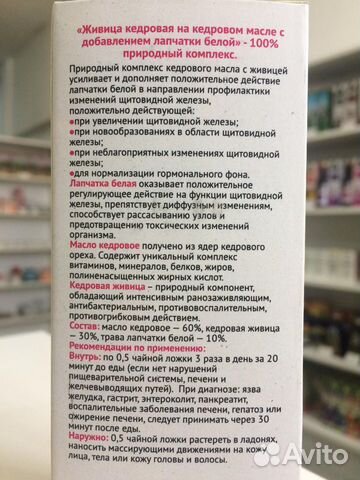 «Живица кедровая на кедровом масле с
добавлением лапчатки белой» - 100%
природный комплекс.
Природный комплекс кедрового масла с живицей
усиливает и дополняет положительное действие
лапчатки белой в направлении профилактики
изменений щитовидной железы,
положительно действующей:
•при увеличении щитовидной железы;
•при новообразованиях в области щитовидной
железы;
•при неблагоприятных изменениях щитовидной
железы;
•для нормализации гормонального фона.
Лапчатка белая оказывает положительное
регулирующее действие на функции щитовидной
железы, препятствует диффузным изменениям,
способствует рассасыванию узлов и
предотвращению токсических изменений
организма.
Масло кедровое получено из ядер кедрового
ореха. Содержит уникальный комплекс
витаминов, минералов, белков, жиров,
полиненасыщенных жирных кислот.
Кедровая живица – природный компонент,
обладающий интенсивным ранозаживляющим,
антибактериальным, противовоспалительным,
противогрибковым действием.
Состав: масло кедровое — 60%, кедровая живица
— 30%, трава лапчатки белой — 10%.
Рекомендации по применению:
Внутрь: по 0,5 чайной ложки 3 раза в день за 20
минут до еды (если нет нарушений
пищеварительной системы, печени и
желчевыводящих путей). При диагнозе: язва
желудка, гастрит, энтероколит, панкреатит,
воспалительные заболевания печени, гепатоз или
ожирение печени, следует принимать через 30
минут после еды.
Наружно: 0,5 чайной ложки растереть в ладонях,
наносить массирующими движениями на кожу
лица, тела или кожу головы и волосы.
Avito